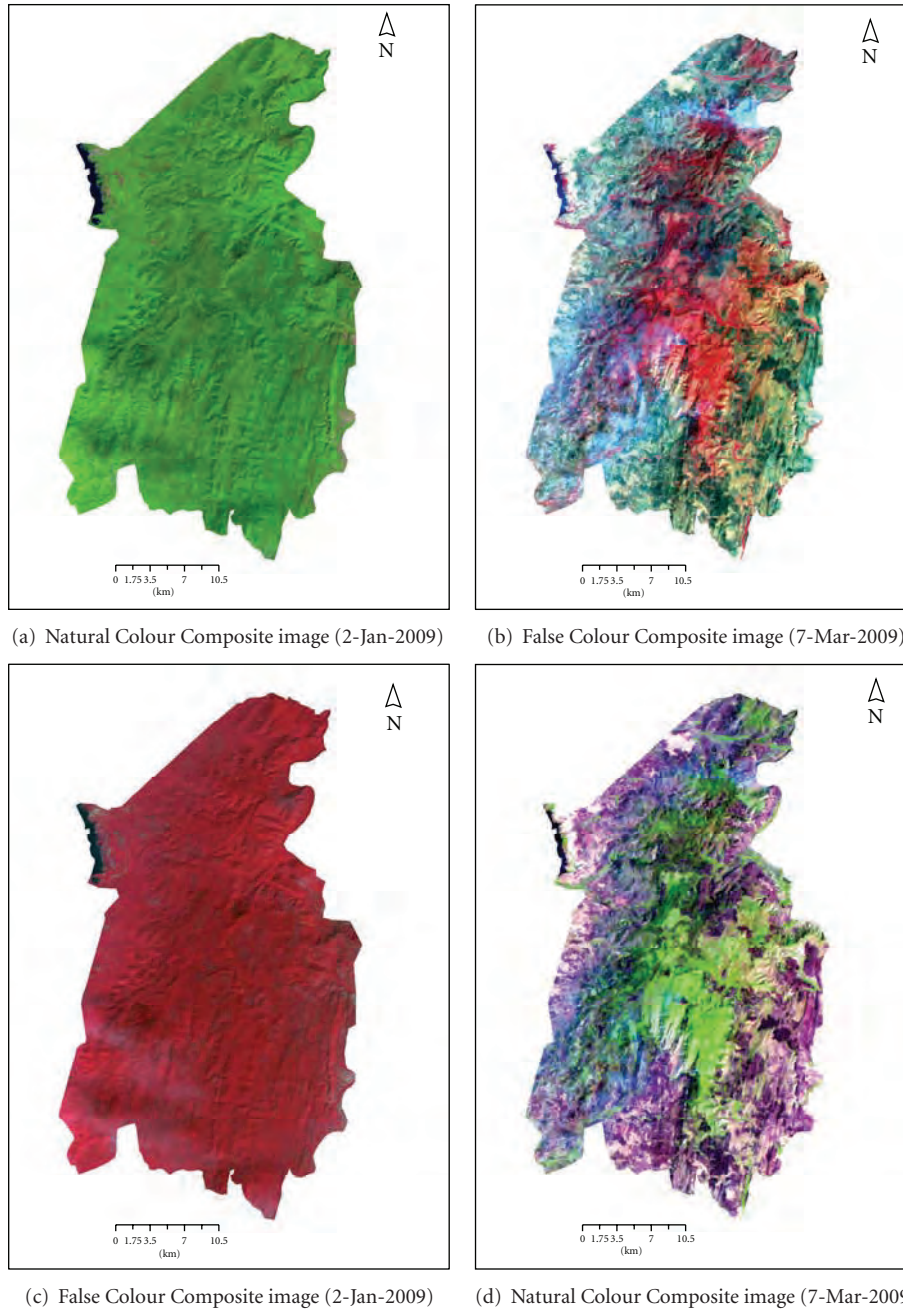 N
N
0 1.75 3.5 7 10.5
(km)
0 1.75 3.5 7 10.5
(km)
(a) Natural Colour Composite image (2-Jan-2009)
(b) False Colour Composite image (7-Mar-2009)
N
N
0 1.75 3.5 7 10.5
(km)
0 1.75 3.5 7 10.5
(km)
(c) False Colour Composite image (2-Jan-2009)
(d) Natural Colour Composite image (7-Mar-2009